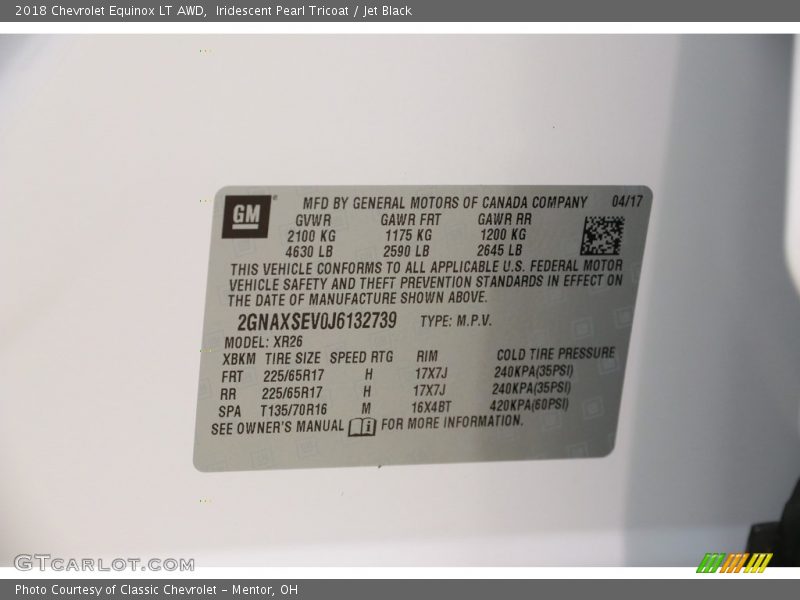 2018 Chevrolet Equinox LT AWD, Iridescent Pearl Tricoat / Jet Black
GM
MFD BY GENERAL MOTORS OF CANADA COMPANY 04/17
GVWR GAWR FRT GAWR RR
2100 KG 1175 KG 1200 KG
4630 LB 2590 LB 2645 LB
THIS VEHICLE CONFORMS TO ALL APPLICABLE U.S. FEDERAL MOTOR
VEHICLE SAFETY AND THEFT PREVENTION STANDARDS IN EFFECT ON
THE DATE OF MANUFACTURE SHOWN ABOVE.
2GNAXSEV0J6132739 TYPE: M.P.V.
MODEL: XR26
XBKM TIRE SIZE SPEED RTG RIM COLD TIRE PRESSURE
FRT 225/65R17 H 17X7J 240KPA(35PSI)
RR 225/65R17 H 17X7J 240KPA(35PSI)
SPA T135/70R16 M 16X4BT 420KPA(60PSI)
SEE OWNER'S MANUAL i FOR MORE INFORMATION.
GTCARLOT.COM
Photo Courtesy of Classic Chevrolet - Mentor, OH